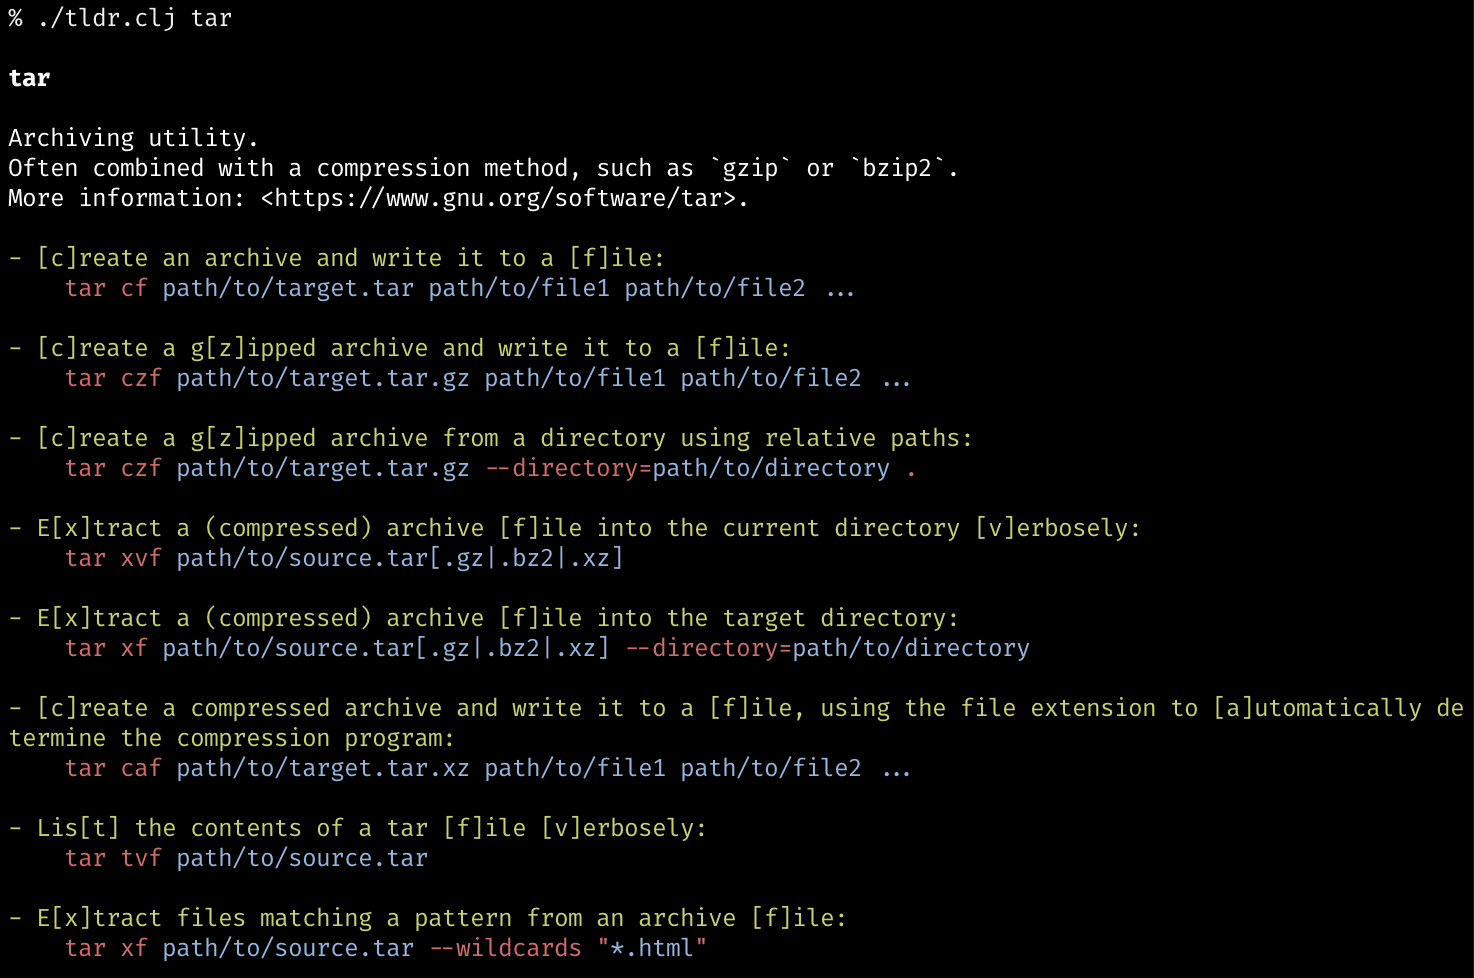 % ./tldr.clj tar
tar
Archiving utility.
Often combined with a compression method, such as `gzip` or `bzip2`.
More information: <https://www.gnu.org/software/tar>.
- [c]reate an archive and write it to a [f]ile:
tar cf path/to/target.tar path/to/file1 path/to/file2 ...
- [c]reate a g[z]ipped archive and write it to a [f]ile:
tar czf path/to/target.tar.gz path/to/file1 path/to/file2 ...
- [c]reate a g[z]ipped archive from a directory using relative paths:
tar czf path/to/target.tar.gz --directory=path/to/directory .
- E[x]tract a (compressed) archive [f]ile into the current directory [v]erbosely:
tar xvf path/to/source.tar[.gz|.bz2|.xz]
- E[x]tract a (compressed) archive [f]ile into the target directory:
tar xf path/to/source.tar[.gz|.bz2|.xz] --directory=path/to/directory
- [c]reate a compressed archive and write it to a [f]ile, using the file extension to [a]utomatically de
termine the compression program:
tar caf path/to/target.tar.xz path/to/file1 path/to/file2 ...
- Lis[t] the contents of a tar [f]ile [v]erbosely:
tar tvf path/to/source.tar
- E[x]tract files matching a pattern from an archive [f]ile:
tar xf path/to/source.tar --wildcards "*.html"